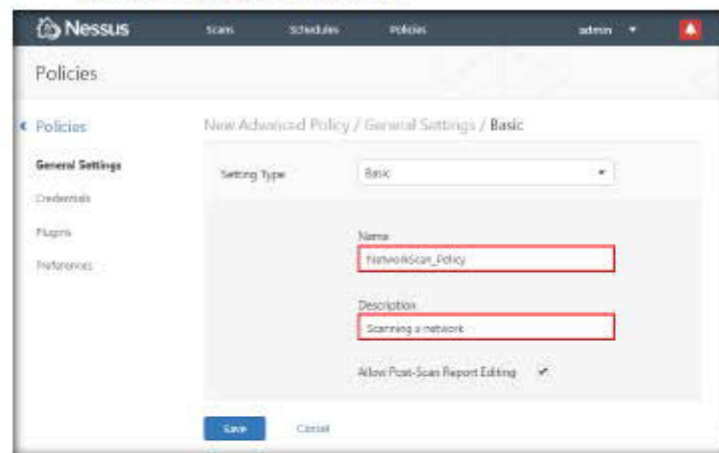 Nessus Scans Schedules Policies admin
Policies
Policies
New Advanced Policy / General Settings / Basic
General Settings
Setting Type Basic
Credentials
Plugins
Name
Preferences
NetworkScan_Policy
Description
Scanning a network
Allow Post-Scan Report Editing
Save Cancel